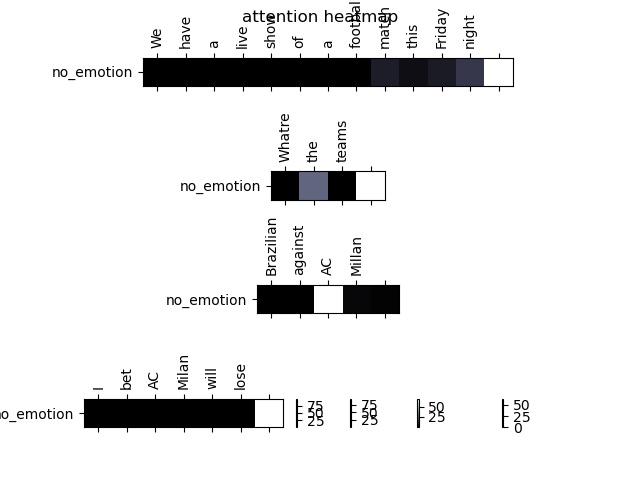 attention heatmap
We have a live show of a football match this Friday night
no_emotion
Whatre the teams
no_emotion
Brazilian against AC Millan
no_emotion
I bet AC Milan will lose
no_emotion
75 50 25
75 50 25
50 25
50 25 0